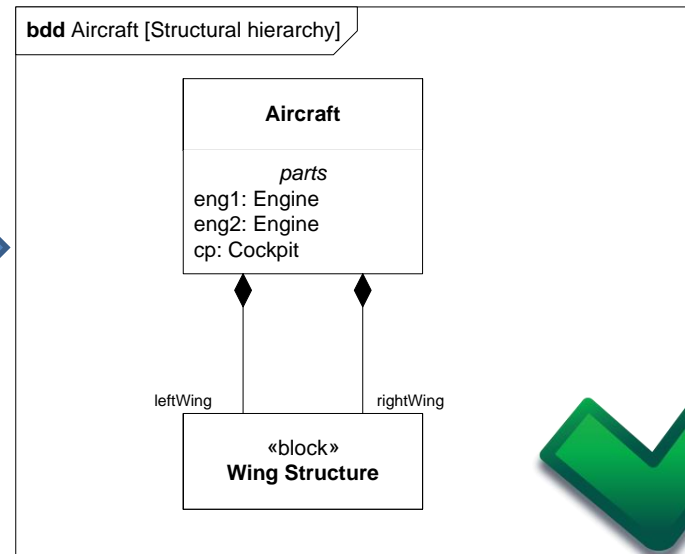 bdd Aircraft [Structural hierarchy]
Aircraft
parts
eng1: Engine
eng2: Engine
cp: Cockpit
leftWing
rightWing
«block»
Wing Structure